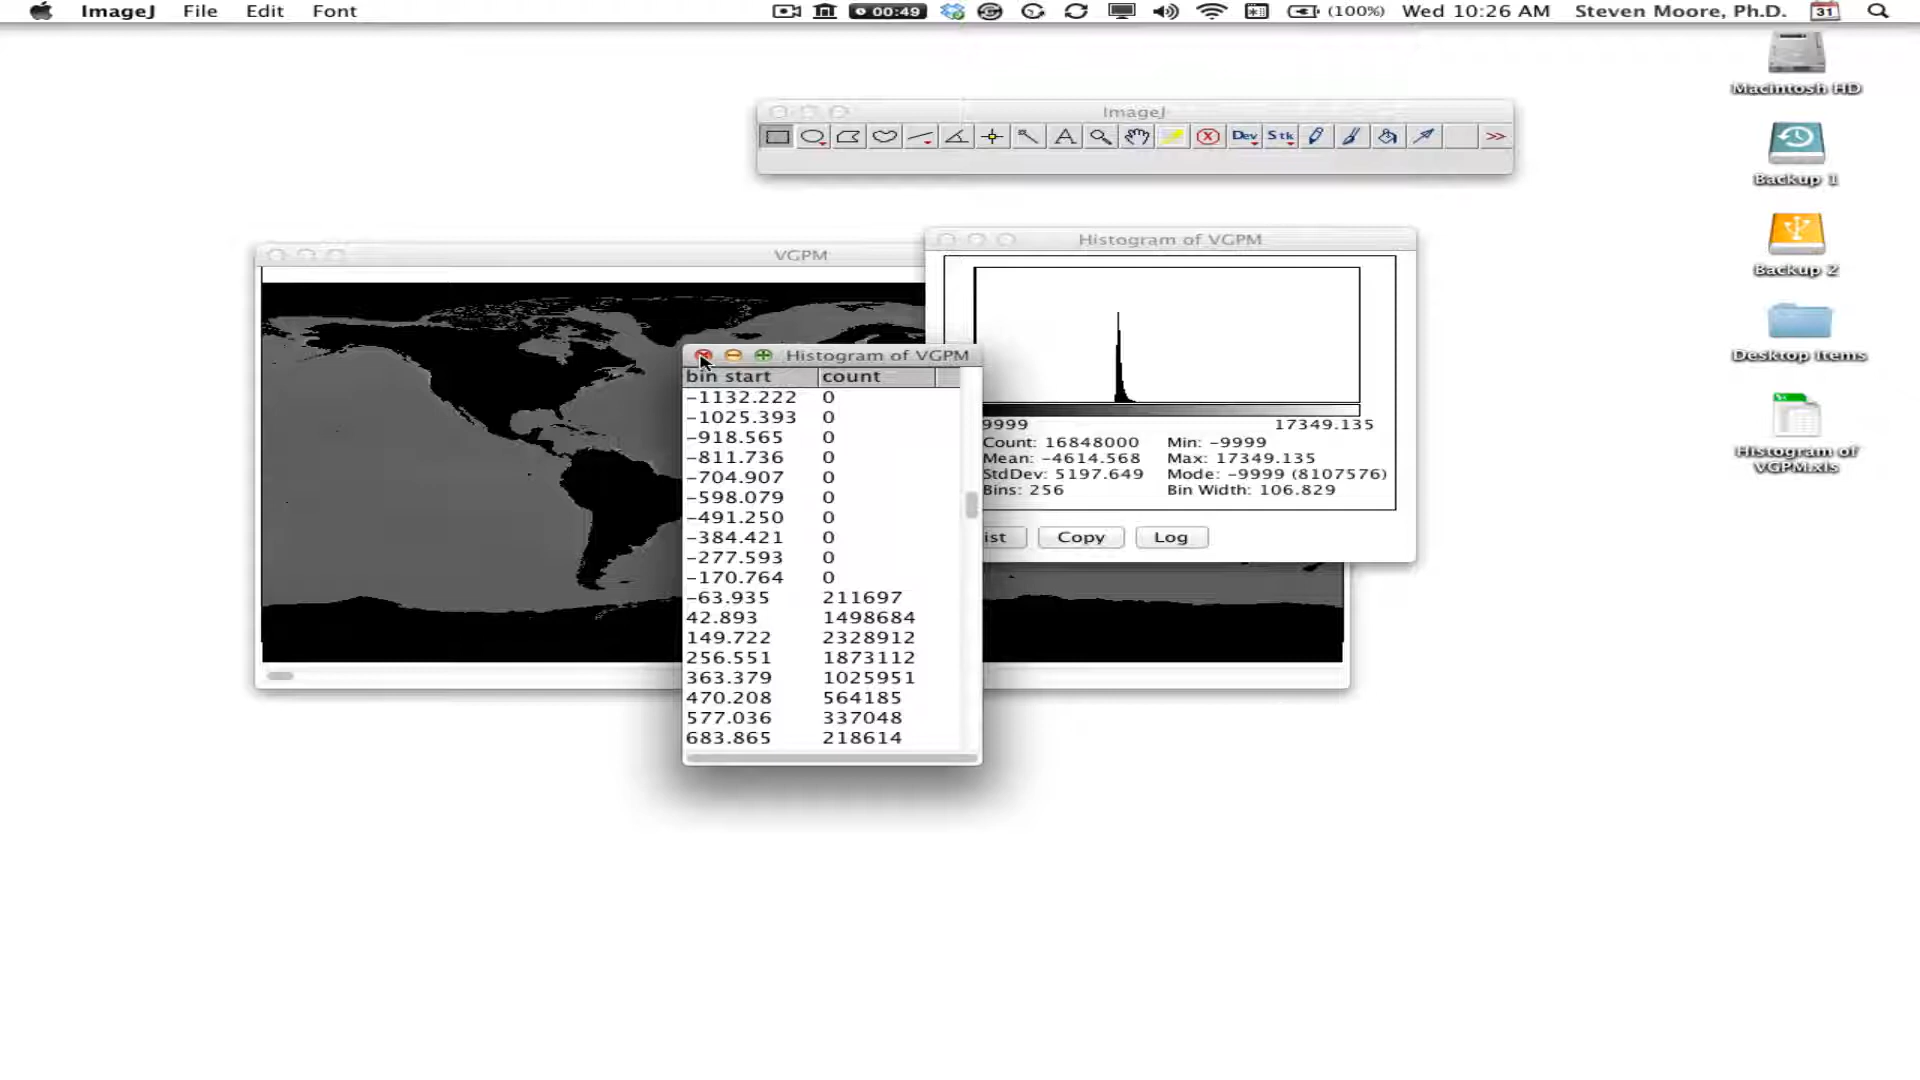 ImageJ File Edit Font 00:49 (100%) Wed 10:26 AM Steven Moore, Ph.D. 31
Macintosh HD
Backup 1
Backup 2
Desktop Items
Histogram of
VGPM.xls
ImageJ
A Dev Stk >>
VGPM
Histogram of VGPM
9999 17349.135
Count: 16848000 Min: -9999
Mean: -4614.568 Max: 17349.135
StdDev: 5197.649 Mode: -9999 (8107576)
Bins: 256 Bin Width: 106.829
ist Copy Log
Histogram of VGPM
bin start count
-1132.222 0
-1025.393 0
-918.565 0
-811.736 0
-704.907 0
-598.079 0
-491.250 0
-384.421 0
-277.593 0
-170.764 0
-63.935 211697
42.893 1498684
149.722 2328912
256.551 1873112
363.379 1025951
470.208 564185
577.036 337048
683.865 218614